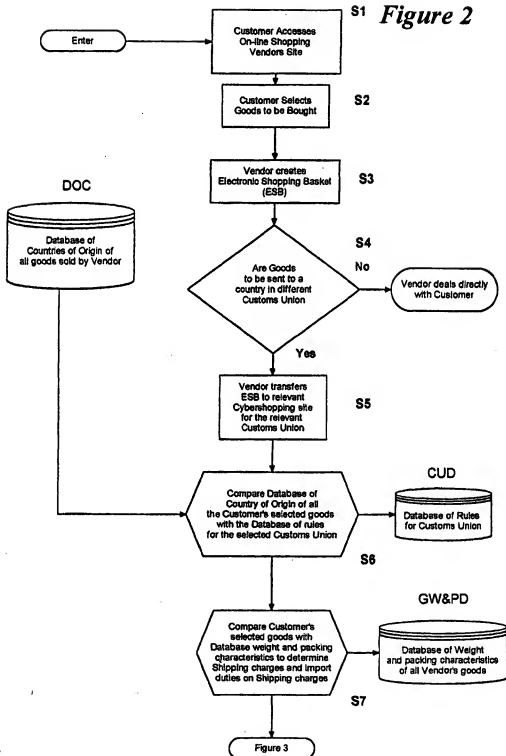 S1 Figure 2
Enter
Customer Accesses
On-line Shopping
Vendors Site
S2
Customer Selects
Goods to be Bought
Vendor creates
Electronic Shopping Basket
(ESB)
S3
DOC
Database of
Countries of Origin of
all goods sold by Vendor
S4
Are Goods
to be sent to a
country in different
Customs Union
No
Vendor deals directly
with Customer
Yes
Vendor transfers
ESB to relevant
Cybershopping site
for the relevant
Customs Union
S5
Compare Database of
Country of Origin of all
the Customer's selected goods
with the Database of rules
for the selected Customs Union
CUD
Database of Rules
for Customs Union
S6
GW&PD
Compare Customer's
selected goods with
Database weight and packing
characteristics to determine
Shipping charges and Import
duties on Shipping charges
Database of Weight
and packing characteristics
of all Vendor's goods
S7
Figure 3